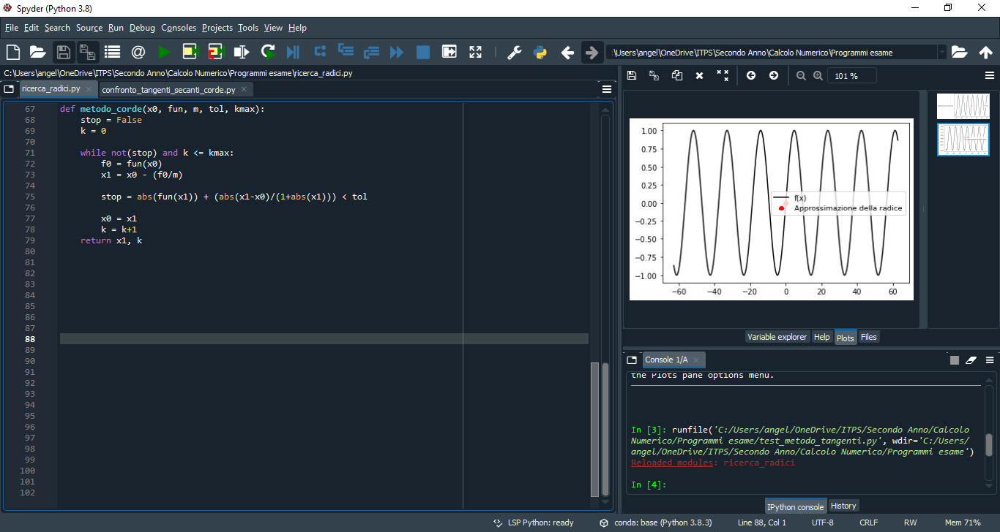 Spyder (Python 3.8)
File Edit Search Source Run Debug Consoles Projects Tools View Help
:\Users\angel\OneDrive\ITPS\Secondo Anno\Calcolo Numerico\Programmi esame
C:\Users\angel\OneDrive\ITPS\Secondo Anno\Calcolo Numerico\Programmi esame\ricerca_radici.py
ricerca_radici.py
confronto_tangenti_secanti_corde.py
67 def metodo_corde(x0, fun, m, tol, kmax):
68     stop = False
69     k = 0
70
71     while not(stop) and k <= kmax:
72         f0 = fun(x0)
73         x1 = x0 - (f0/m)
74
75         stop = abs(fun(x1)) + (abs(x1-x0)/(1+abs(x1))) < tol
76
77         x0 = x1
78         k = k+1
79     return x1, k
80
81
82
83
84
85
86
87
88
89
90
91
92
93
94
95
96
97
98
99
100
101
102
101 %
1.00
0.75
0.50
0.25
0.00
−0.25
−0.50
−0.75
−1.00
−60 −40 −20 0 20 40 60
f(x)
Approssimazione della radice
Variable explorer Help Plots Files
Console 1/A
the Plots pane options menu.
In [3]: runfile('C:/Users/angel/OneDrive/ITPS/Secondo Anno/Calcolo
Numerico/Programmi esame/test_metodo_tangenti.py', wdir='C:/Users/
angel/OneDrive/ITPS/Secondo Anno/Calcolo Numerico/Programmi esame')
Reloaded modules: ricerca_radici
In [4]:
IPython console History
LSP Python: ready conda: base (Python 3.8.3) Line 88, Col 1 UTF-8 CRLF RW Mem 71%